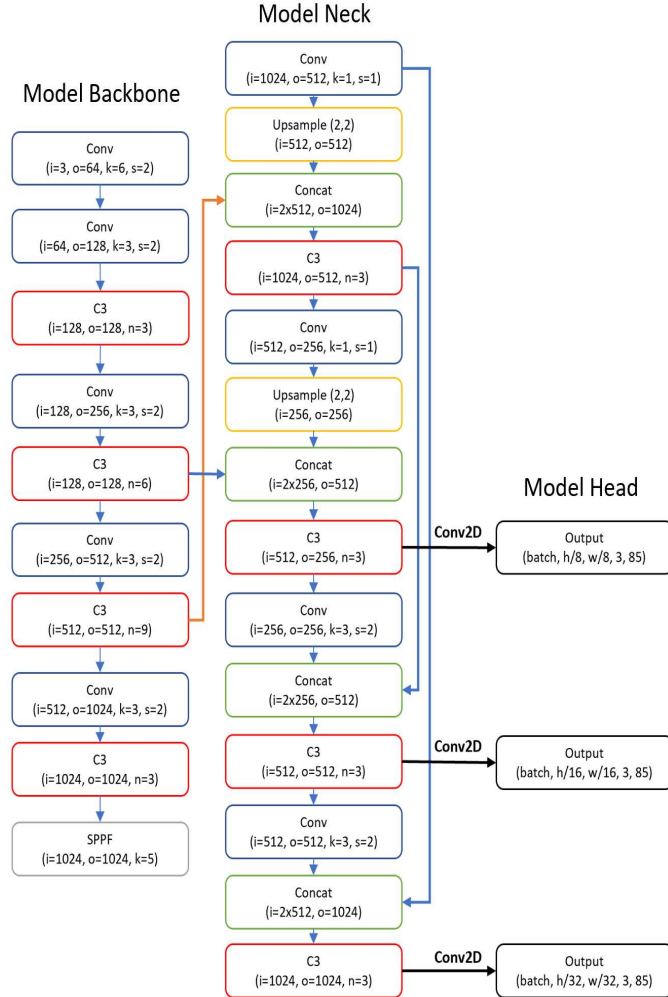 Model Backbone
Conv
(i=3, o=64, k=6, s=2)
Conv
(i=64, o=128, k=3, s=2)
C3
(i=128, o=128, n=3)
Conv
(i=128, o=256, k=3, s=2)
C3
(i=128, o=128, n=6)
Conv
(i=256, o=512, k=3, s=2)
C3
(i=512, o=512, n=9)
Conv
(i=512, o=1024, k=3, s=2)
C3
(i=1024, o=1024, n=3)
SPPF
(i=1024, o=1024, k=5)
Model Neck
Conv
(i=1024, o=512, k=1, s=1)
Upsample (2,2)
(i=512, o=512)
Concat
(i=2x512, o=1024)
C3
(i=1024, o=512, n=3)
Conv
(i=512, o=256, k=1, s=1)
Upsample (2,2)
(i=256, o=256)
Concat
(i=2x256, o=512)
C3
(i=512, o=256, n=3)
Conv
(i=256, o=256, k=3, s=2)
Concat
(i=2x256, o=512)
C3
(i=512, o=512, n=3)
Conv
(i=512, o=512, k=3, s=2)
Concat
(i=2x512, o=1024)
C3
(i=1024, o=1024, n=3)
Model Head
Conv2D
Output
(batch, h/8, w/8, 3, 85)
Conv2D
Output
(batch, h/16, w/16, 3, 85)
Conv2D
Output
(batch, h/32, w/32, 3, 85)